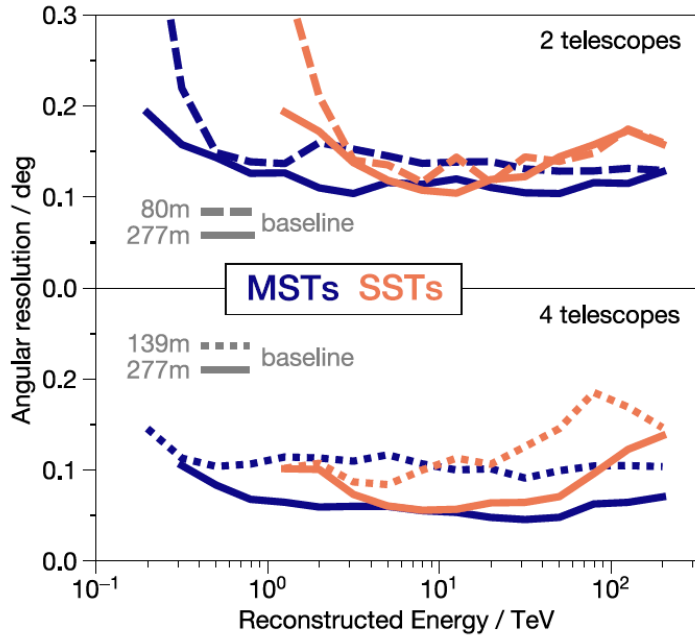 0.3
2 telescopes
0.2
0.1
80m
277m
baseline
0.0
MSTs SSTs
4 telescopes
139m
277m
baseline
0.2
0.1
0.0
Angular resolution / deg
10⁻¹ 10⁰ 10¹ 10²
Reconstructed Energy / TeV